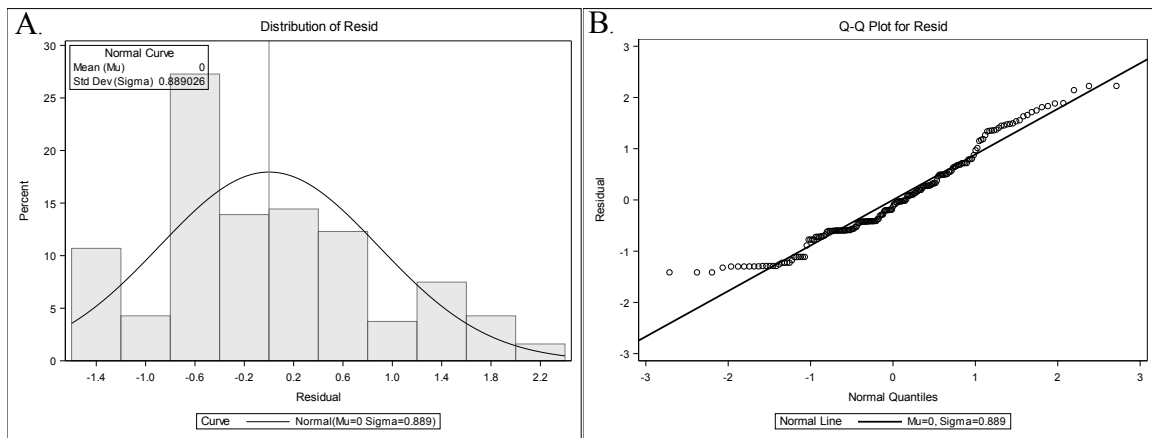 A.
Distribution of Resid
Normal Curve
Mean (Mu) 0
Std Dev (Sigma) 0.889026
30
25
20
15
10
5
0
Percent
-1.4 -1.0 -0.6 -0.2 0.2 0.6 1.0 1.4 1.8 2.2
Residual
Curve Normal(Mu=0 Sigma=0.889)
B.
Q-Q Plot for Resid
3
2
1
0
-1
-2
-3
Residual
-3 -2 -1 0 1 2 3
Normal Quantiles
Normal Line Mu=0, Sigma=0.889